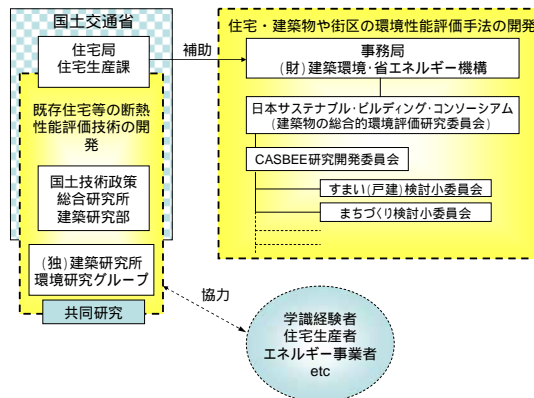 国土交通省
住宅局
住宅生産課
既存住宅等の断熱
性能評価技術の開
発
国土技術政策
総合研究所
建築研究部
(独)建築研究所
環境研究グループ
共同研究
補助
住宅・建築物や街区の環境性能評価手法の開発
事務局
(財)建築環境・省エネルギー機構
日本サステナブル・ビルディング・コンソーシアム
(建築物の総合的環境評価研究委員会)
CASBEE研究開発委員会
すまい(戸建)検討小委員会
まちづくり検討小委員会
協力
学識経験者
住宅生産者
エネルギー事業者
etc